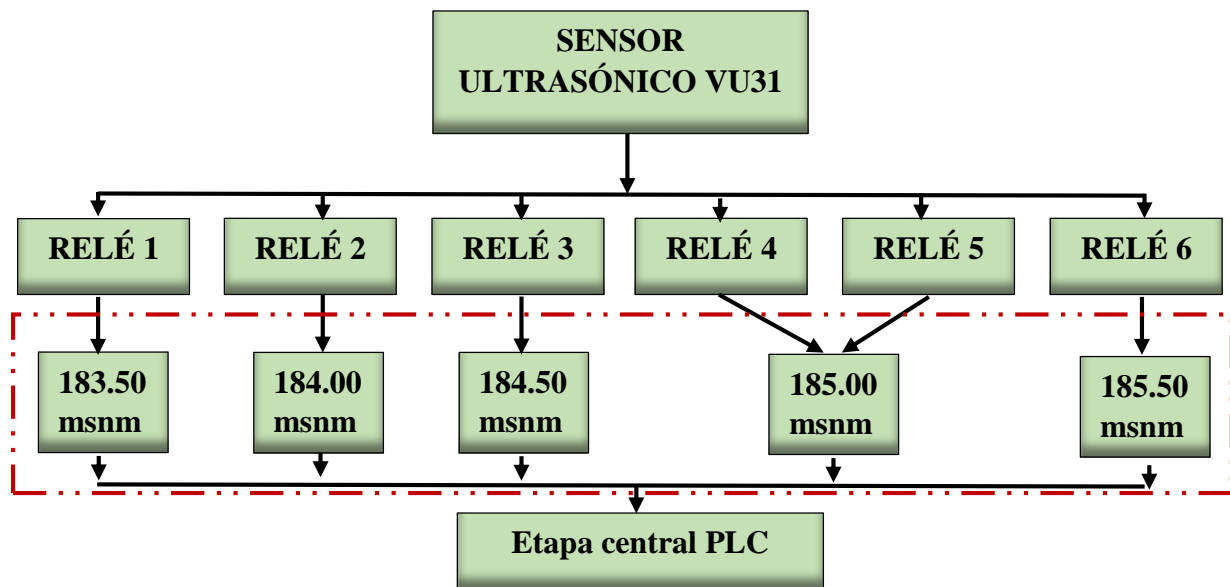 SENSOR
ULTRASÓNICO VU31
RELÉ 1
RELÉ 2
RELÉ 3
RELÉ 4
RELÉ 5
RELÉ 6
183.50
msnm
184.00
msnm
184.50
msnm
185.00
msnm
185.50
msnm
Etapa central PLC